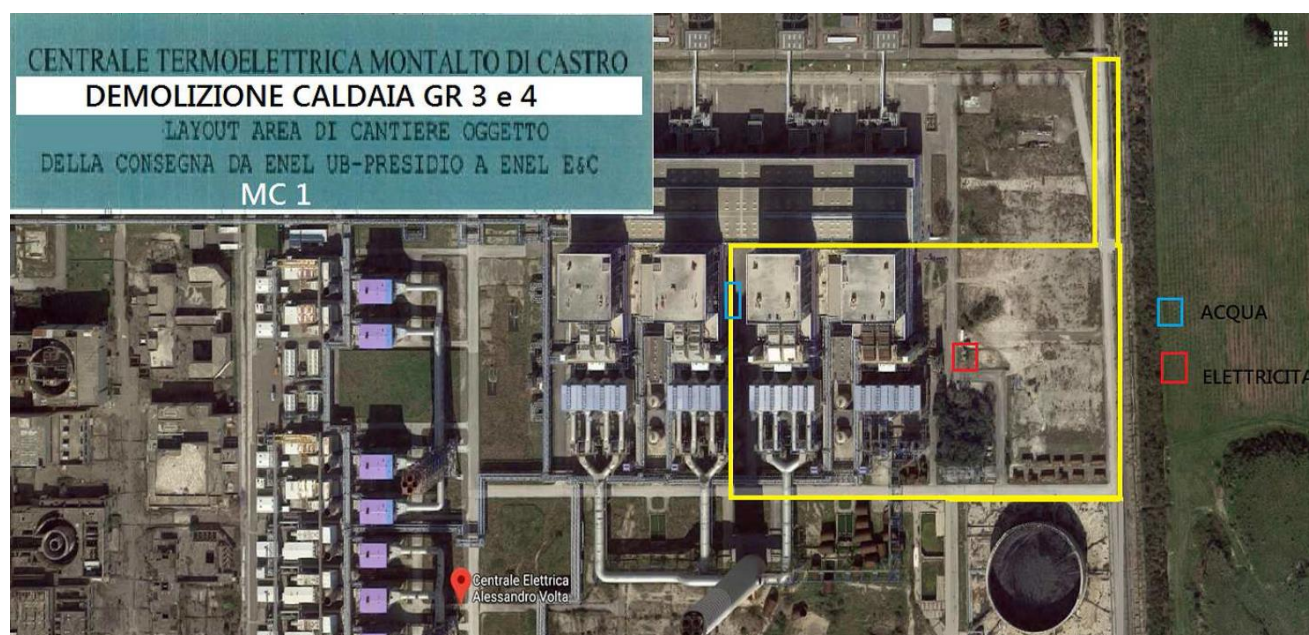 CENTRALE TERMOELETTRICA MONTALTO DI CASTRO
DEMOLIZIONE CALDAIA GR 3 e 4
LAYOUT AREA DI CANTIERE OGGETTO
DELLA CONSEGNA DA ENEL UB-PRESIDIO A ENEL E&C
MC 1
ACQUA
ELETTRICITA
Centrale Elettrica
Alessandro Volta